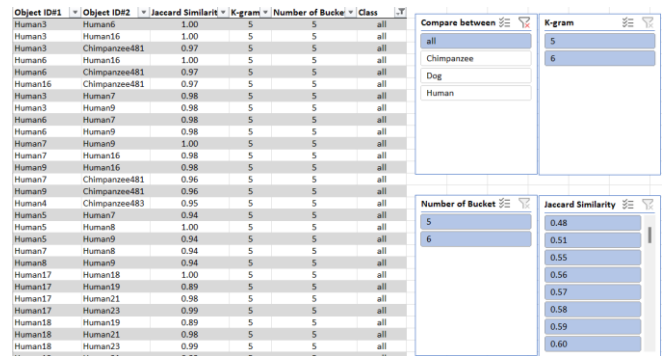 Object ID#1 Object ID#2 Jaccard Similarit K-gram Number of Bucke Class
Human3 Human6 1.00 5 5 all
Human3 Human16 1.00 5 5 all
Human3 Chimpanzee481 0.97 5 5 all
Human6 Human16 1.00 5 5 all
Human6 Chimpanzee481 0.97 5 5 all
Human16 Chimpanzee481 0.97 5 5 all
Human3 Human7 0.98 5 5 all
Human3 Human9 0.98 5 5 all
Human6 Human7 0.98 5 5 all
Human6 Human9 0.98 5 5 all
Human7 Human9 1.00 5 5 all
Human7 Human16 0.98 5 5 all
Human9 Human16 0.98 5 5 all
Human7 Chimpanzee481 0.96 5 5 all
Human9 Chimpanzee481 0.96 5 5 all
Human4 Chimpanzee483 0.95 5 5 all
Human5 Human7 0.94 5 5 all
Human5 Human8 1.00 5 5 all
Human5 Human9 0.94 5 5 all
Human7 Human8 0.94 5 5 all
Human8 Human9 0.94 5 5 all
Human17 Human18 1.00 5 5 all
Human17 Human19 0.89 5 5 all
Human17 Human21 0.98 5 5 all
Human17 Human23 0.99 5 5 all
Human18 Human19 0.89 5 5 all
Human18 Human21 0.98 5 5 all
Human18 Human23 0.99 5 5 all
Compare between
all
Chimpanzee
Dog
Human
K-gram
5
6
Number of Bucket
5
6
Jaccard Similarity
0.48
0.51
0.55
0.56
0.57
0.58
0.59
0.60